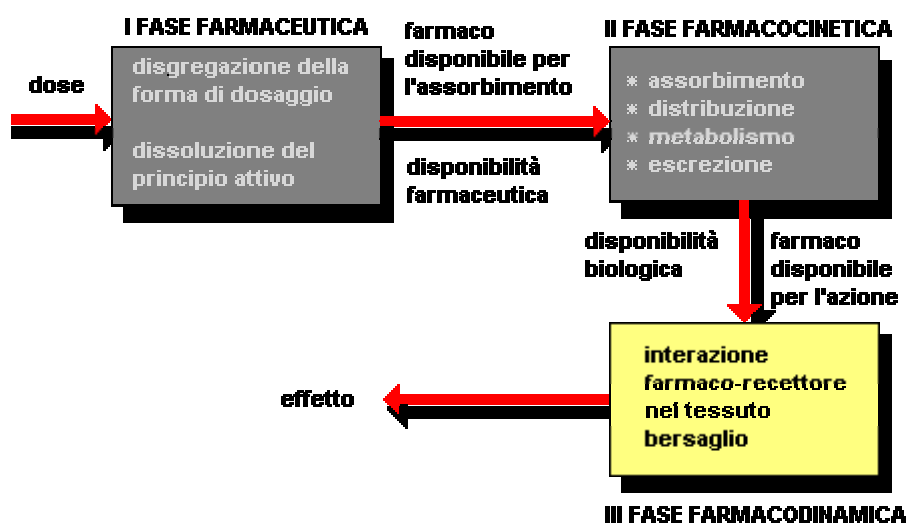 I FASE FARMACEUTICA
dose
disgregazione della
forma di dosaggio
dissoluzione del
principio attivo
farmaco
disponibile per
l'assorbimento
disponibilità
farmaceutica
II FASE FARMACOCINETICA
* assorbimento
* distribuzione
* metabolismo
* escrezione
disponibilità
biologica
farmaco
disponibile
per l'azione
interazione
farmaco-recettore
nel tessuto
bersaglio
effetto
III FASE FARMACODINAMICA